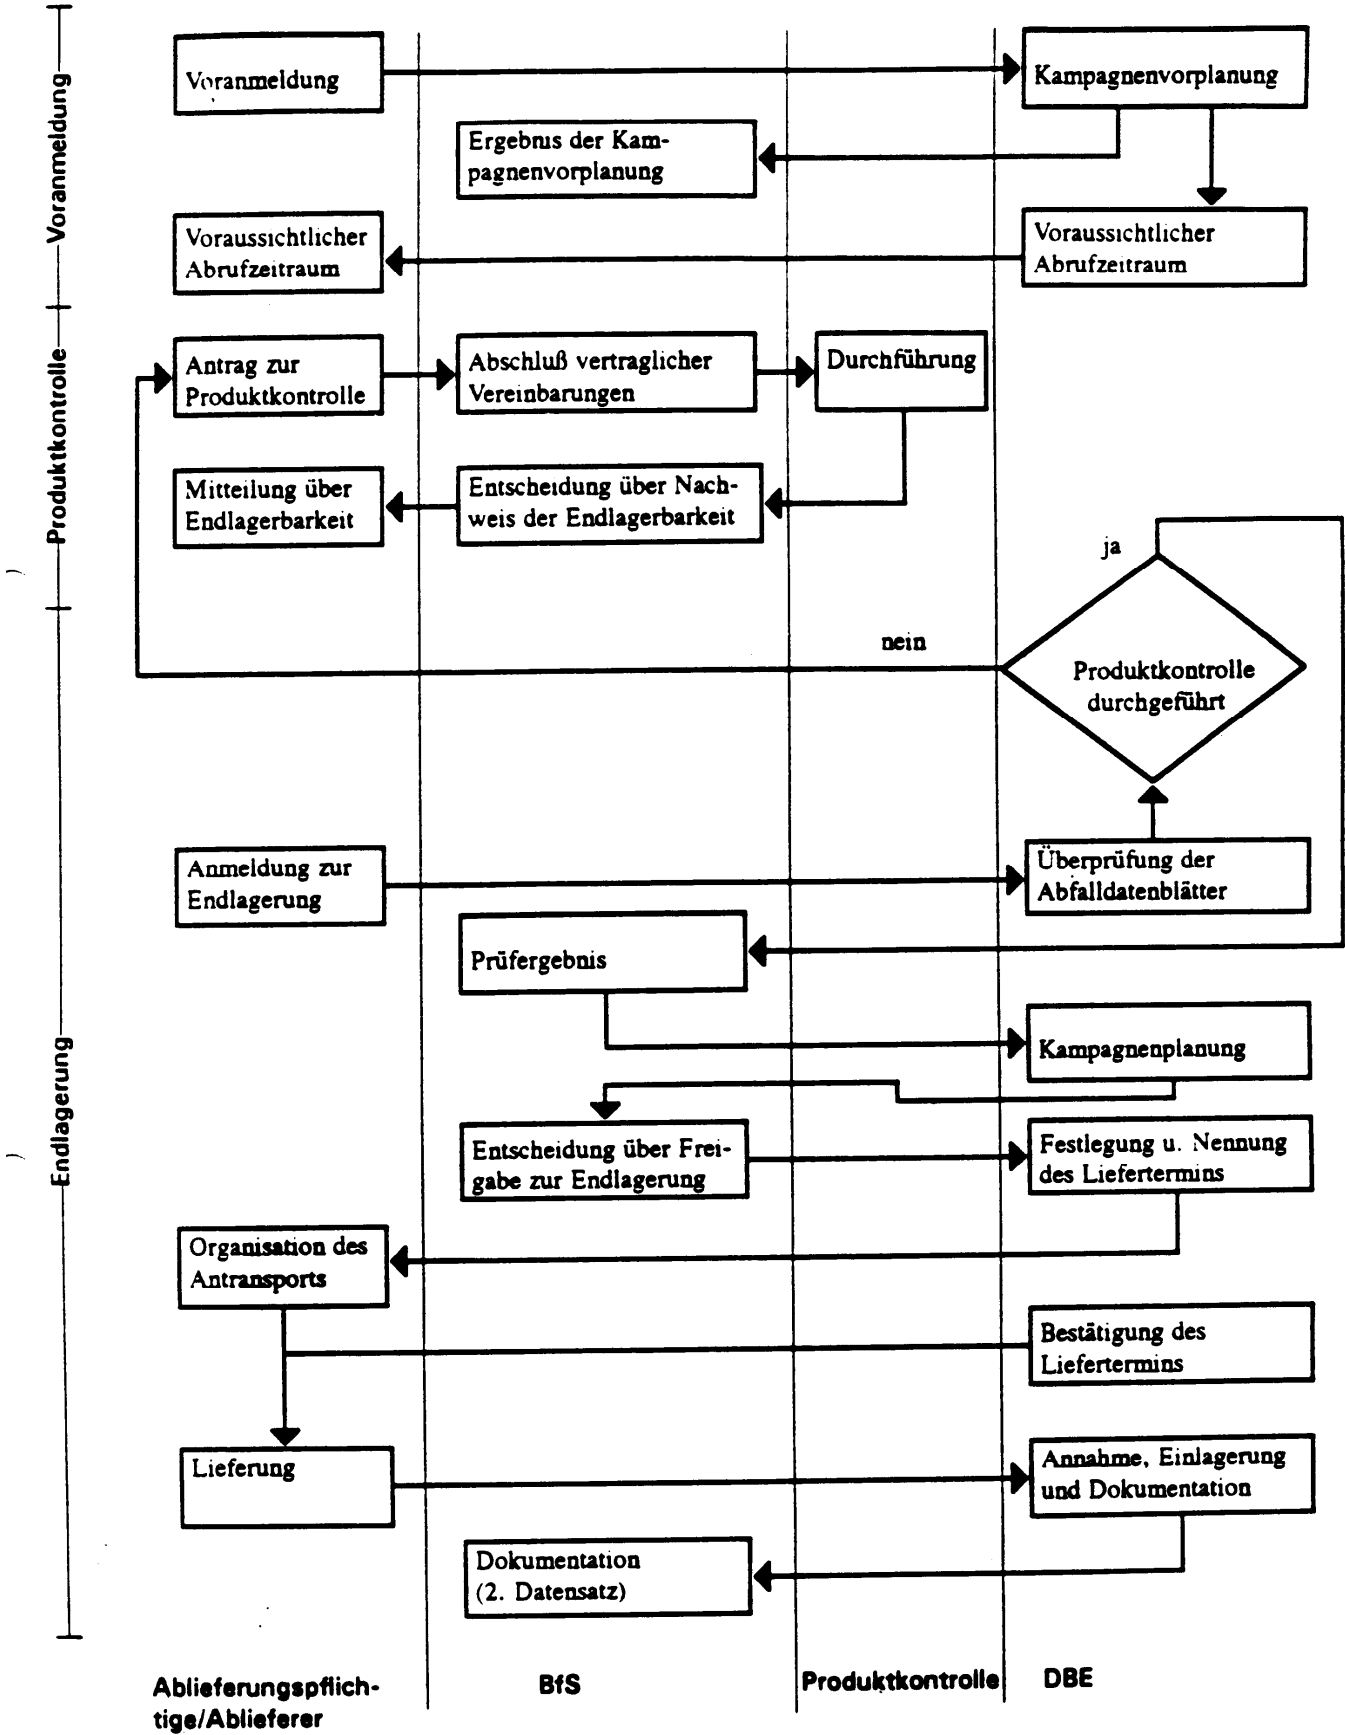 Voranmeldung
Voranmeldung
Kampagnenvorplanung
Ergebnis der Kam-
pagnenvorplanung
Voraussichtlicher
Abrufzeitraum
Voraussichtlicher
Abrufzeitraum
Produktkontrolle
Antrag zur
Produktkontrolle
Abschluß vertraglicher
Vereinbarungen
Durchführung
Mitteilung über
Endlagerbarkeit
Entscheidung über Nach-
weis der Endlagerbarkeit
ja
nein
Produktkontrolle
durchgeführt
Endlagerung
Anmeldung zur
Endlagerung
Überprüfung der
Abfalldatenblätter
Prüfergebnis
Kampagnenplanung
Entscheidung über Frei-
gabe zur Endlagerung
Festlegung u. Nennung
des Liefertermins
Organisation des
Antransports
Bestätigung des
Liefertermins
Lieferung
Annahme, Einlagerung
und Dokumentation
Dokumentation
(2. Datensatz)
Ablieferungspflich-
tige/Ablieferer
BfS
Produktkontrolle
DBE